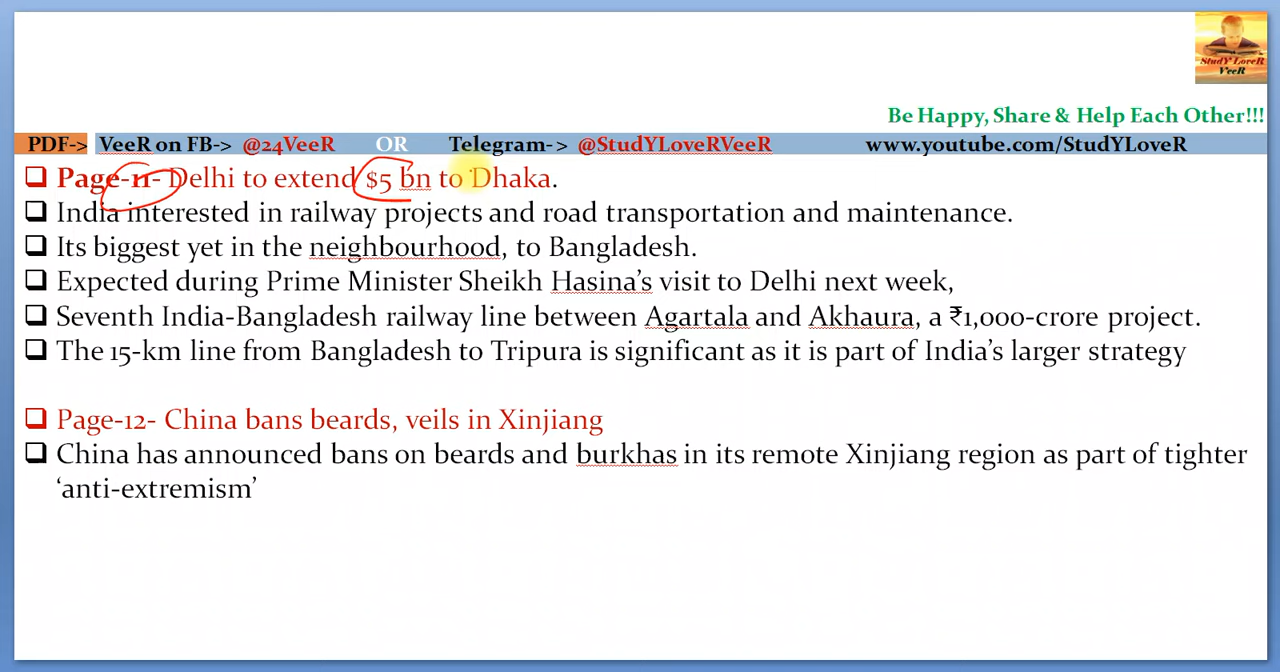 StudY LoveR
VeeR
Be Happy, Share & Help Each Other!!!
PDF-> VeeR on FB-> @24VeeR OR Telegram-> @StudYLoveRVeeR www.youtube.com/StudYLoveR
Page-11- Delhi to extend $5 bn to Dhaka.
India interested in railway projects and road transportation and maintenance.
Its biggest yet in the neighbourhood, to Bangladesh.
Expected during Prime Minister Sheikh Hasina’s visit to Delhi next week,
Seventh India-Bangladesh railway line between Agartala and Akhaura, a ₹1,000-crore project.
The 15-km line from Bangladesh to Tripura is significant as it is part of India’s larger strategy
Page-12- China bans beards, veils in Xinjiang
China has announced bans on beards and burkhas in its remote Xinjiang region as part of tighter
‘anti-extremism’